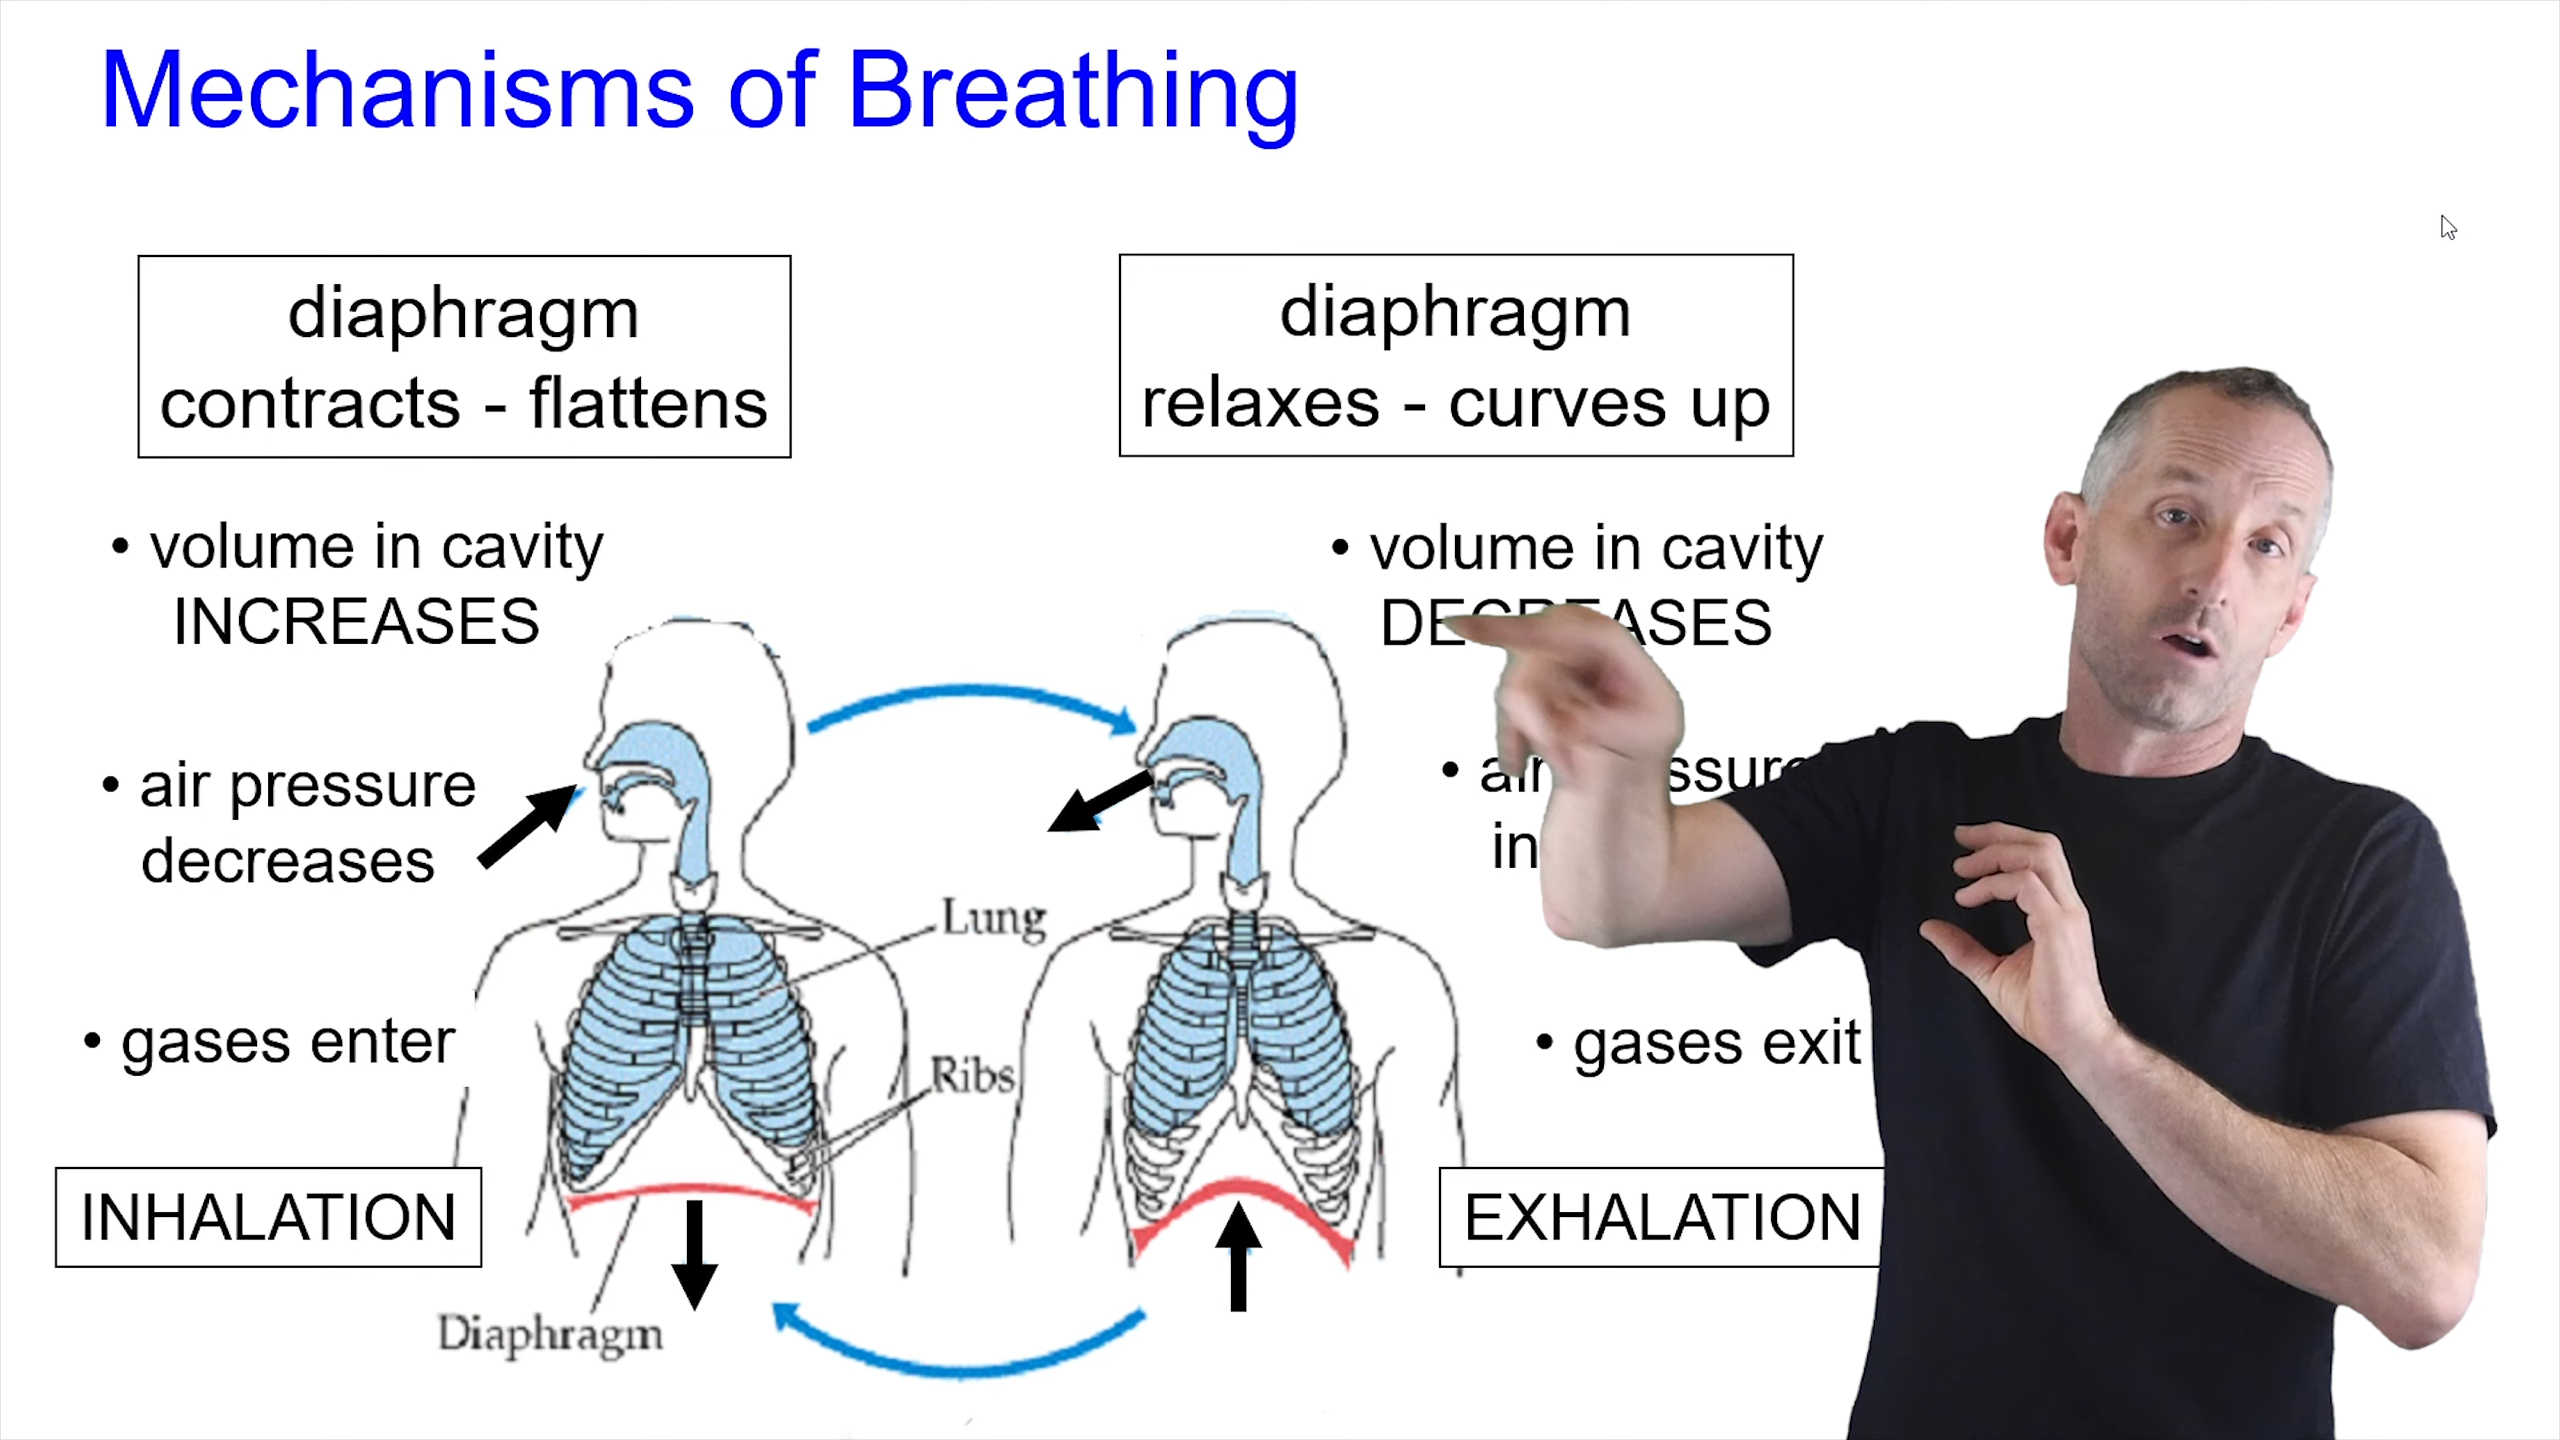 Mechanisms of Breathing
diaphragm
contracts - flattens
• volume in cavity
INCREASES
• air pressure
decreases
• gases enter
INHALATION
diaphragm
relaxes - curves up
• volume in cavity
DECREASES
•
• gases exit
EXHALATION
Lung
Ribs
Diaphragm